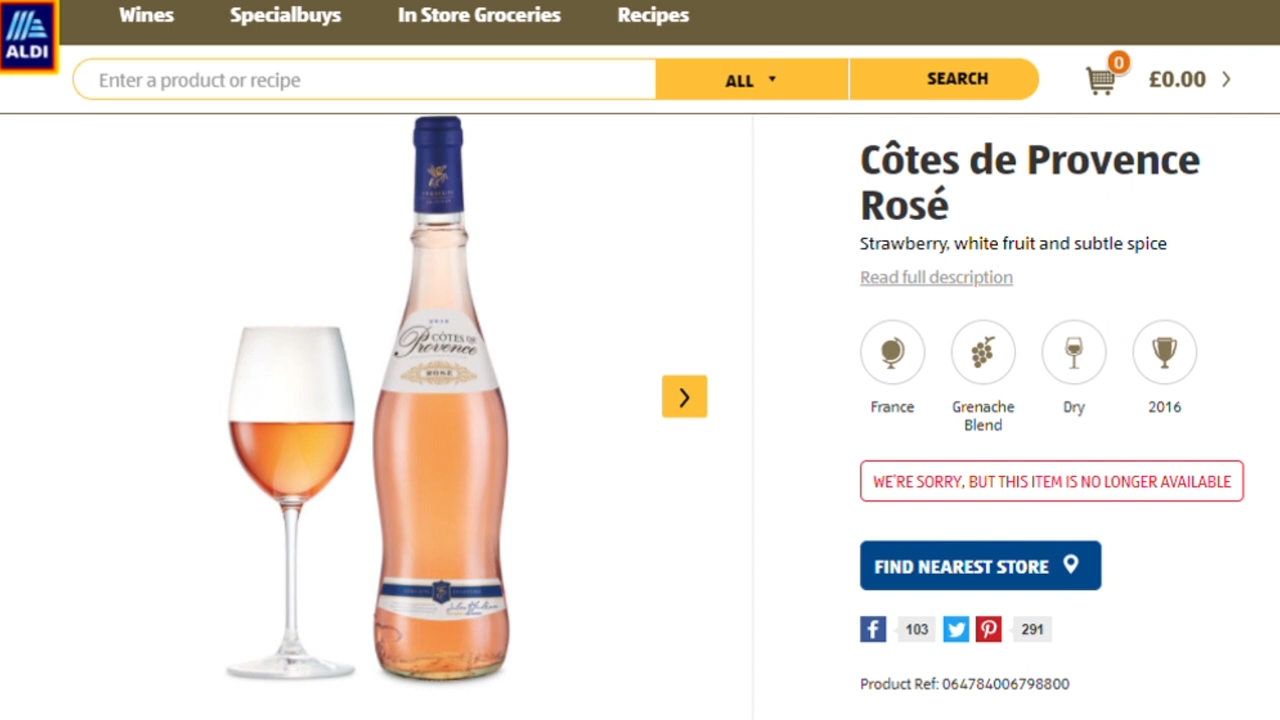 Wines Specialbuys In Store Groceries Recipes
ALDI
Enter a product or recipe ALL SEARCH 0 £0.00
Côtes de Provence
Rosé
Strawberry, white fruit and subtle spice
Read full description
CÔTES DE
Provence
ROSÉ
France Grenache Dry 2016
Blend
WE'RE SORRY, BUT THIS ITEM IS NO LONGER AVAILABLE
FIND NEAREST STORE
103 291
Product Ref: 064784006798800